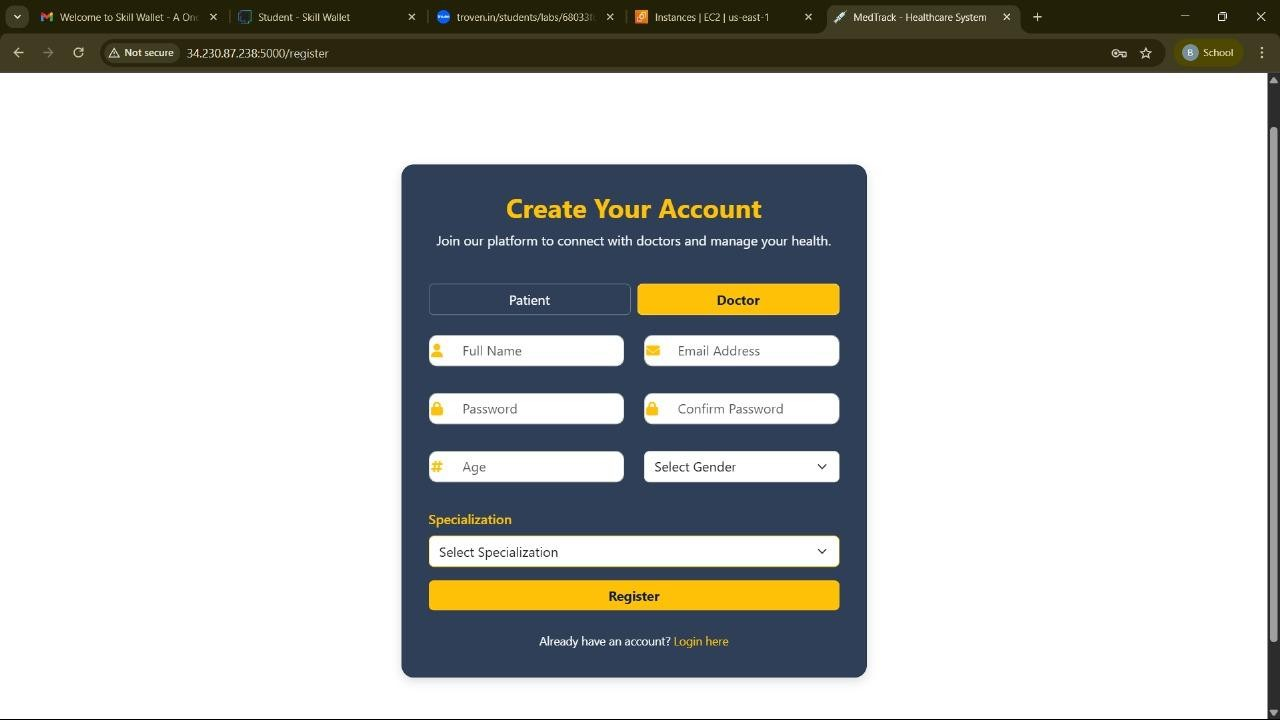 Welcome to Skill Wallet - A One
Student - Skill Wallet
troven.in/students/labs/68033f
Instances | EC2 | us-east-1
MedTrack - Healthcare System
Not secure
34.230.87.238:5000/register
B
School
Create Your Account
Join our platform to connect with doctors and manage your health.
Patient
Doctor
Full Name
Email Address
Password
Confirm Password
# Age
Select Gender
Specialization
Select Specialization
Register
Already have an account? Login here